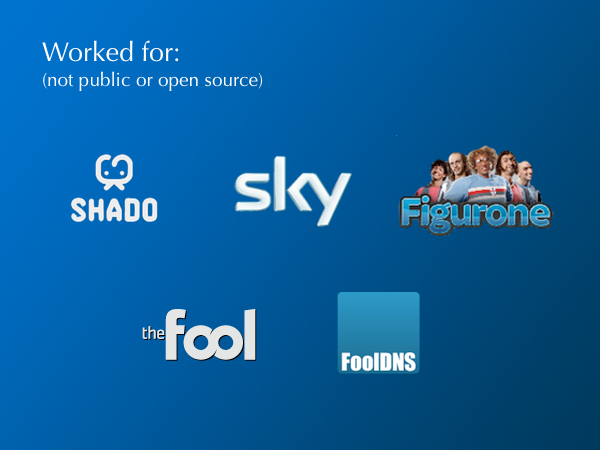 Worked for:
(not public or open source)
SHADO
sky
Figurone
the fool
FoolDNS